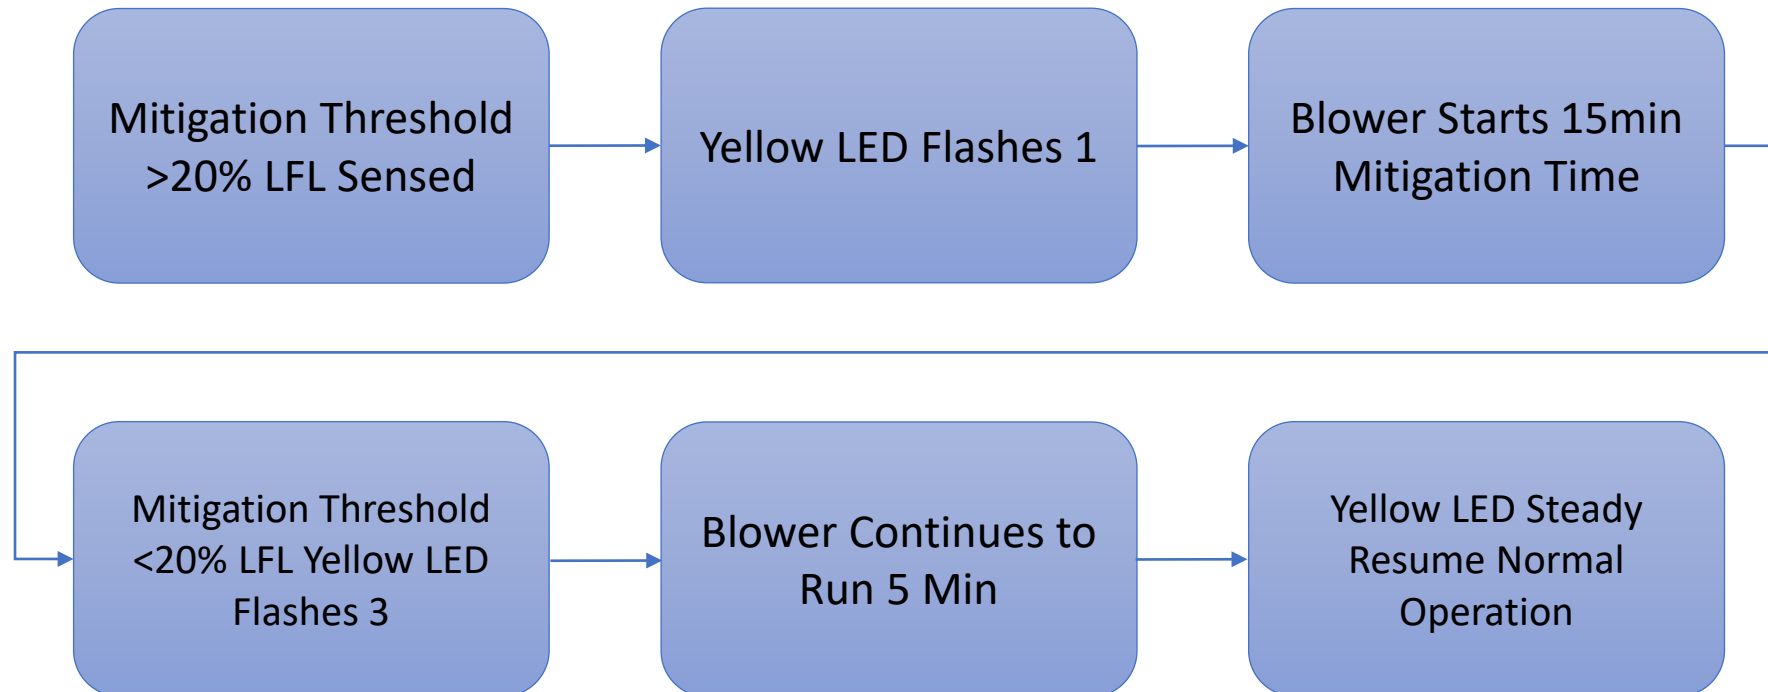 Mitigation Threshold
>20% LFL Sensed
Yellow LED Flashes 1
Blower Starts 15min
Mitigation Time
Mitigation Threshold
<20% LFL Yellow LED
Flashes 3
Blower Continues to
Run 5 Min
Yellow LED Steady
Resume Normal
Operation